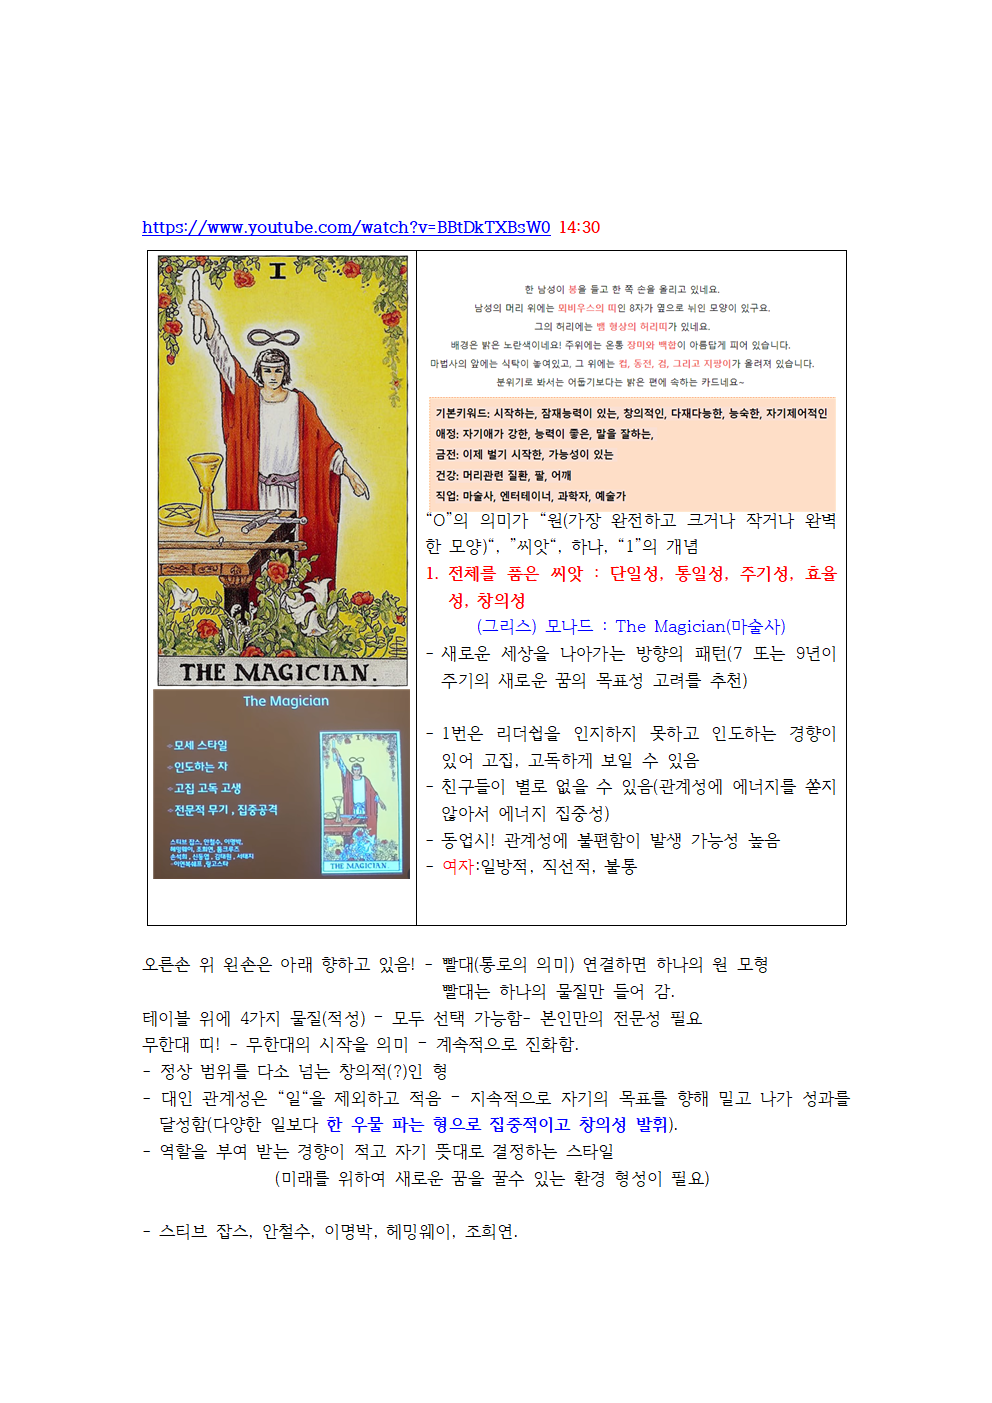 https://www.youtube.com/watch?v=BBtDkTXBsW0 14:30
I
THE MAGICIAN.
The Magician
모세 스타일
인도하는 자
고집 고독 고생
전문적 무기 , 집중공격
스티브 잡스, 안철수, 이명박,
헤밍웨이, 조희연, 톰크루즈
손석희 , 신동엽 , 김대원 , 서태지
-이연복쉐프 ,링고스타
I
THE MAGICIAN
한 남성이 봉을 들고 한 쪽 손을 올리고 있네요.
남성의 머리 위에는 뫼비우스의 띠인 8자가 옆으로 뉘인 모양이 있구요.
그의 허리에는 뱀 형상의 허리띠가 있네요.
배경은 밝은 노란색이네요! 주위에는 온통 장미와 백합이 아름답게 피어 있습니다.
마법사의 앞에는 식탁이 놓여있고, 그 위에는 컵, 동전, 검, 그리고 지팡이가 올려져 있습니다.
분위기로 봐서는 어둡기보다는 밝은 편에 속하는 카드네요~
기본키워드: 시작하는, 잠재능력이 있는, 창의적인, 다재다능한, 능숙한, 자기제어적인
애정: 자기애가 강한, 능력이 좋은, 말을 잘하는,
금전: 이제 벌기 시작한, 가능성이 있는
건강: 머리관련 질환, 팔, 어깨
직업: 마술사, 엔터테이너, 과학자, 예술가
“O”의 의미가 “원(가장 완전하고 크거나 작거나 완벽
한 모양)“, ”씨앗“, 하나, “1”의 개념
1. 전체를 품은 씨앗 : 단일성, 통일성, 주기성, 효율
성, 창의성
(그리스) 모나드 : The Magician(마술사)
- 새로운 세상을 나아가는 방향의 패턴(7 또는 9년이
주기의 새로운 꿈의 목표성 고려를 추천)
- 1번은 리더쉽을 인지하지 못하고 인도하는 경향이
있어 고집, 고독하게 보일 수 있음
- 친구들이 별로 없을 수 있음(관계성에 에너지를 쏟지
않아서 에너지 집중성)
- 동업시! 관계성에 불편함이 발생 가능성 높음
- 여자:일방적, 직선적, 불통
오른손 위 왼손은 아래 향하고 있음! - 빨대(통로의 의미) 연결하면 하나의 원 모형
빨대는 하나의 물질만 들어 감.
테이블 위에 4가지 물질(적성) - 모두 선택 가능함- 본인만의 전문성 필요
무한대 띠! - 무한대의 시작을 의미 - 계속적으로 진화함.
- 정상 범위를 다소 넘는 창의적(?)인 형
- 대인 관계성은 “일“을 제외하고 적음 - 지속적으로 자기의 목표를 향해 밀고 나가 성과를
달성함(다양한 일보다 한 우물 파는 형으로 집중적이고 창의성 발휘).
- 역할을 부여 받는 경향이 적고 자기 뜻대로 결정하는 스타일
(미래를 위하여 새로운 꿈을 꿀수 있는 환경 형성이 필요)
- 스티브 잡스, 안철수, 이명박, 헤밍웨이, 조희연.